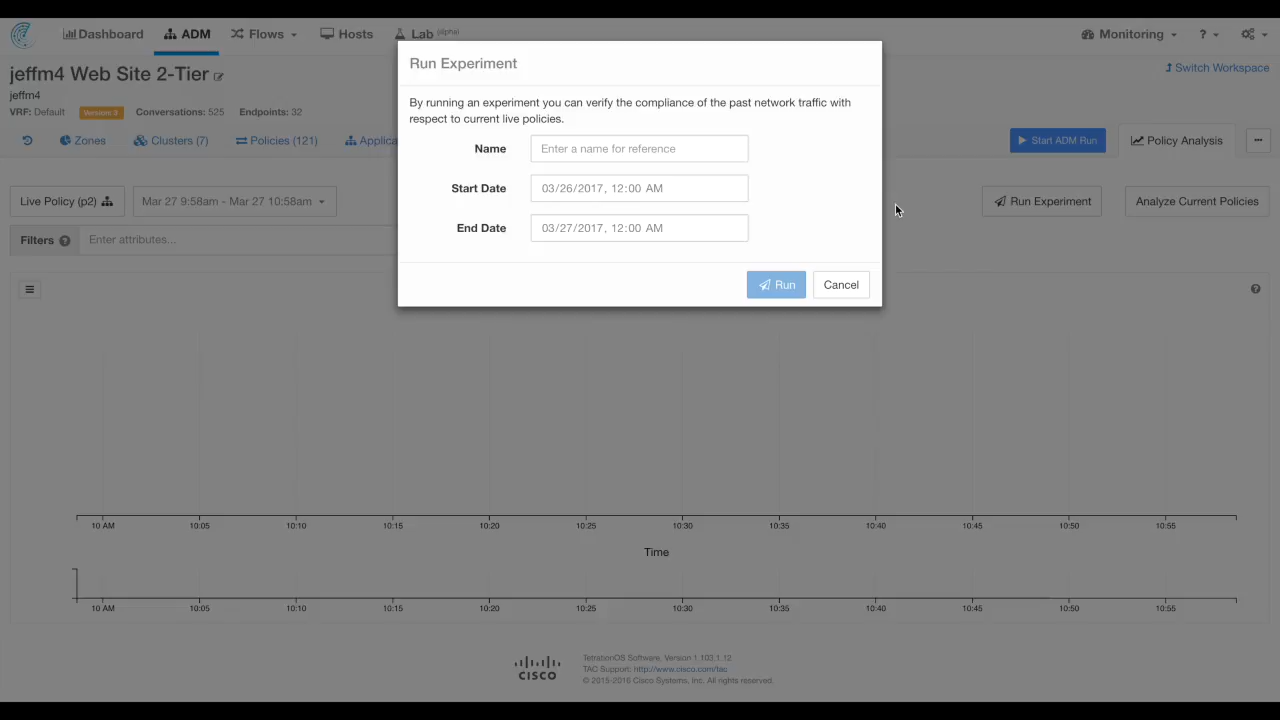 Dashboard ADM Flows Hosts Lab (alpha) Monitoring ?
jeffm4 Web Site 2-Tier
Switch Workspace
jeffm4
VRF: Default Version 3 Conversations: 525 Endpoints: 32
Zones Clusters (7) Policies (121) Applica Start ADM Run Policy Analysis
Live Policy (p2) Mar 27 9:58am - Mar 27 10:58am Run Experiment Analyze Current Policies
Filters ? Enter attributes...
Run Experiment
By running an experiment you can verify the compliance of the past network traffic with
respect to current live policies.
Name Enter a name for reference
Start Date 03/26/2017, 12:00 AM
End Date 03/27/2017, 12:00 AM
Run Cancel
?
10 AM 10:05 10:10 10:15 10:20 10:25 10:30 10:35 10:40 10:45 10:50 10:55
Time
10 AM 10:05 10:10 10:15 10:20 10:25 10:30 10:35 10:40 10:45 10:50 10:55
CISCO
TetrationOS Software, Version 1.103.1.12
TAC Support: http://www.cisco.com/tac
© 2015-2016 Cisco Systems, Inc. All rights reserved.